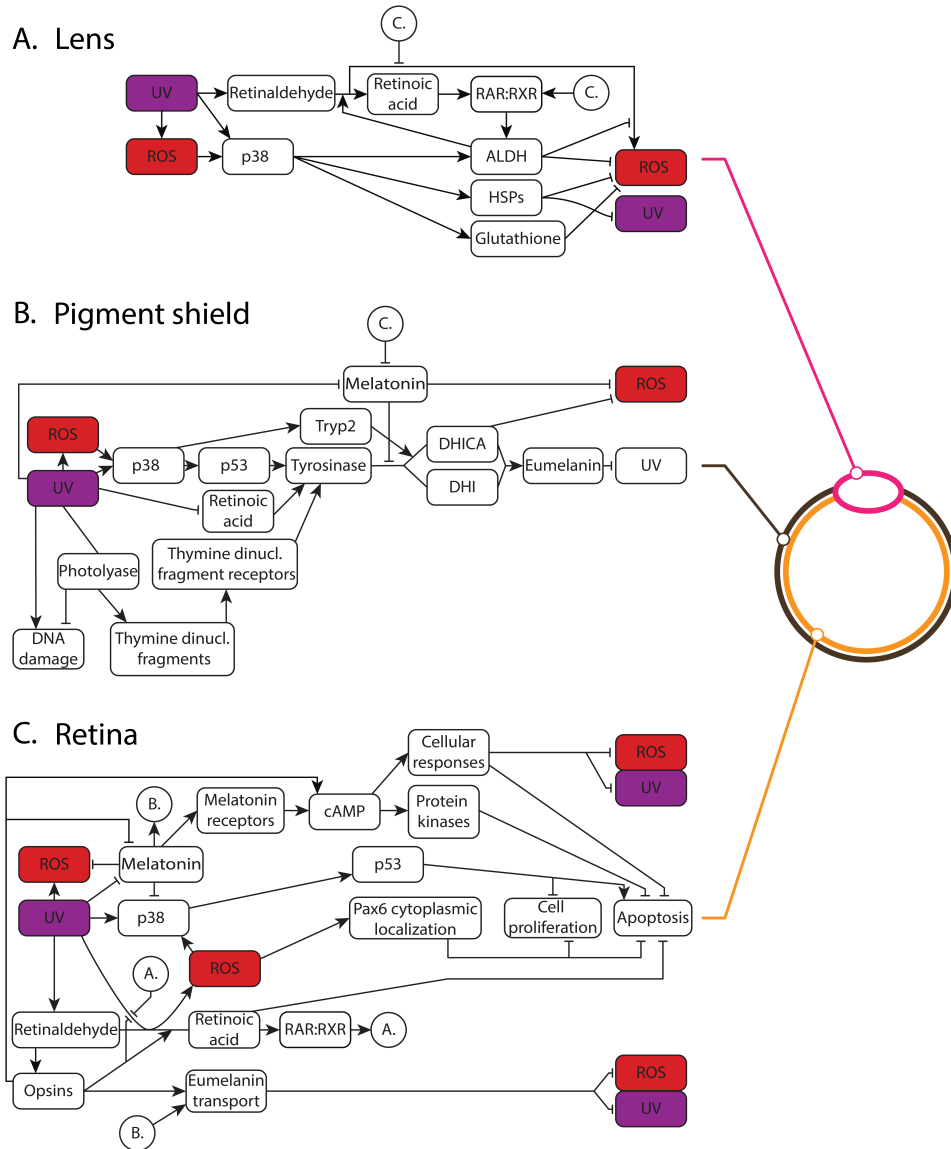 A. Lens
C.
UV
Retinaldehyde
Retinoic
acid
RAR:RXR
C.
ROS
p38
ALDH
ROS
HSPs
UV
Glutathione
B. Pigment shield
C.
Melatonin
ROS
ROS
Tryp2
DHICA
p38
p53
Tyrosinase
Eumelanin
UV
UV
DHI
Retinoic
acid
Thymine dinucl.
fragment receptors
Photolyase
DNA
damage
Thymine dinucl.
fragments
C. Retina
Cellular
responses
ROS
UV
B.
Melatonin
receptors
cAMP
Protein
kinases
ROS
Melatonin
p53
UV
p38
Pax6 cytoplasmic
localization
Cell
proliferation
Apoptosis
A.
ROS
Retinaldehyde
Retinoic
acid
RAR:RXR
A.
Opsins
Eumelanin
transport
ROS
UV
B.